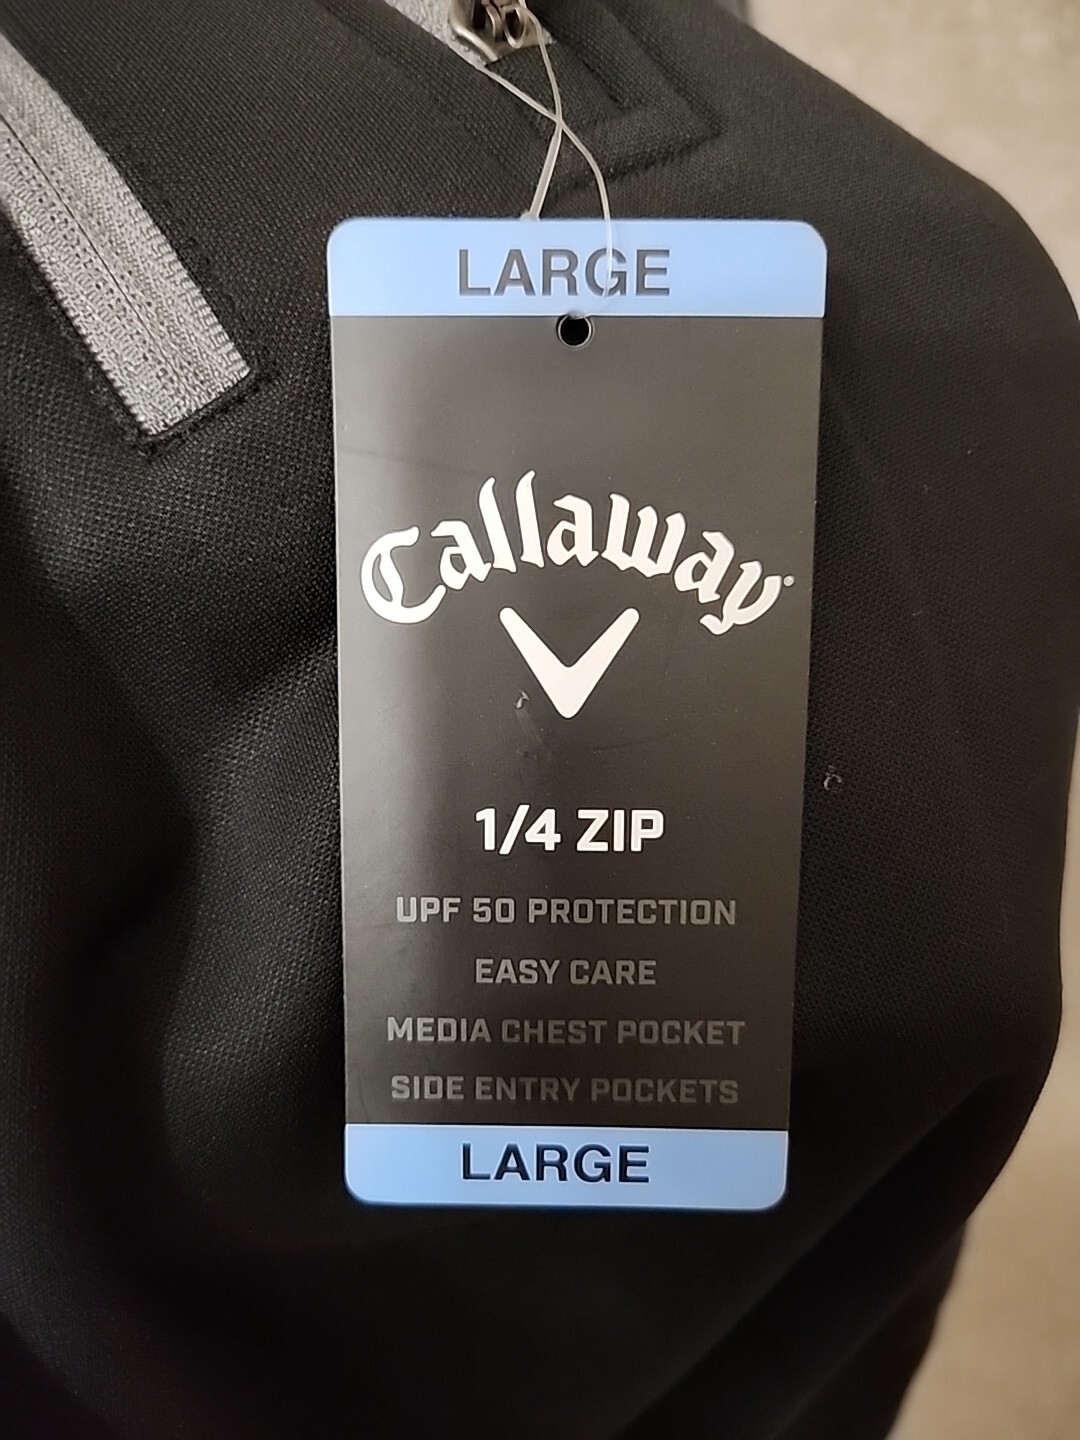 LARGE
Callaway
1/4 ZIP
UPF 50 PROTECTION
EASY CARE
MEDIA CHEST POCKET
SIDE ENTRY POCKETS
LARGE